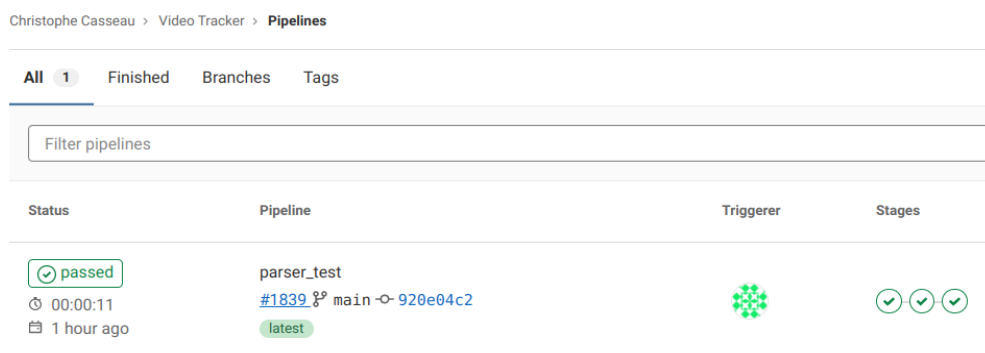 Christophe Casseau > Video Tracker > Pipelines
All 1 Finished Branches Tags
Filter pipelines
Status Pipeline Triggerer Stages
passed parser_test
00:00:11 #1839 main 920e04c2
1 hour ago latest